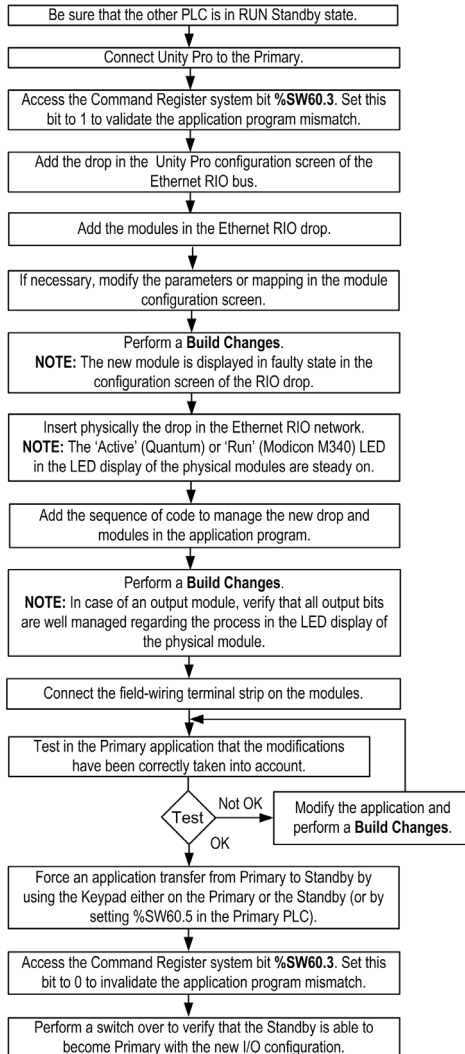 Be sure that the other PLC is in RUN Standby state.
Connect Unity Pro to the Primary.
Access the Command Register system bit %SW60.3. Set this
bit to 1 to validate the application program mismatch.
Add the drop in the Unity Pro configuration screen of the
Ethernet RIO bus.
Add the modules in the Ethernet RIO drop.
If necessary, modify the parameters or mapping in the module
configuration screen.
Perform a Build Changes.
NOTE: The new module is displayed in faulty state in the
configuration screen of the RIO drop.
Insert physically the drop in the Ethernet RIO network.
NOTE: The 'Active' (Quantum) or 'Run' (Modicon M340) LED
in the LED display of the physical modules are steady on.
Add the sequence of code to manage the new drop and
modules in the application program.
Perform a Build Changes.
NOTE: In case of an output module, verify that all output bits
are well managed regarding the process in the LED display of
the physical module.
Connect the field-wiring terminal strip on the modules.
Test in the Primary application that the modifications
have been correctly taken into account.
Test
Not OK
Modify the application and
perform a Build Changes.
OK
Force an application transfer from Primary to Standby by
using the Keypad either on the Primary or the Standby (or by
setting %SW60.5 in the Primary PLC).
Access the Command Register system bit %SW60.3. Set this
bit to 0 to invalidate the application program mismatch.
Perform a switch over to verify that the Standby is able to
become Primary with the new I/O configuration.